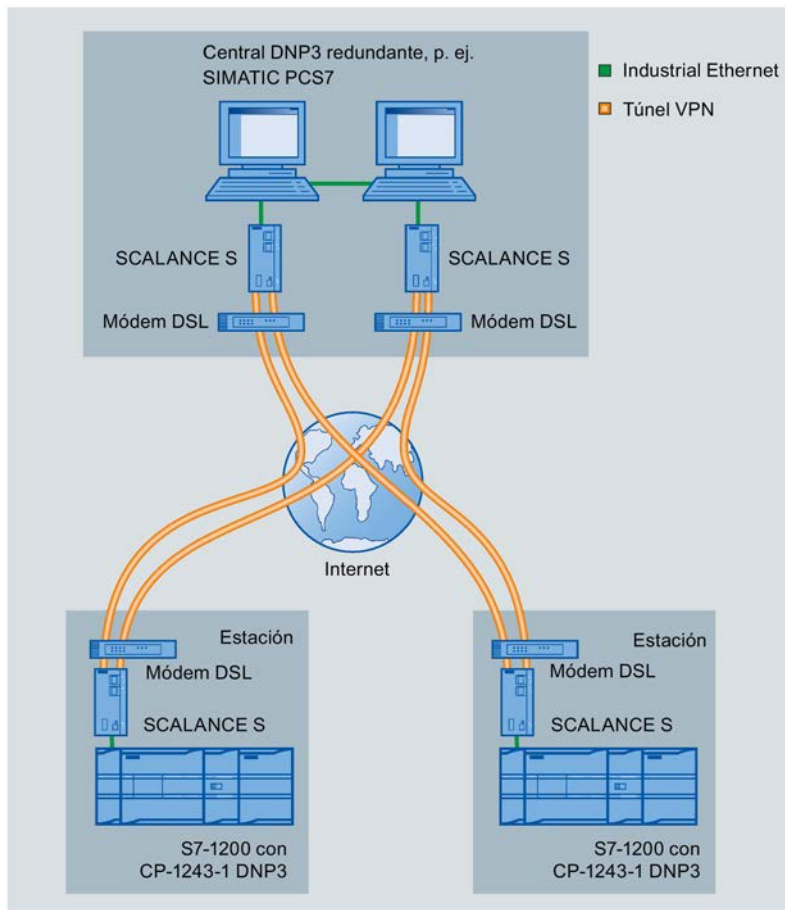 Central DNP3 redundante, p. ej.
SIMATIC PCS7
Industrial Ethernet
Túnel VPN
SCALANCE S
SCALANCE S
Módem DSL
Módem DSL
Internet
Estación
Módem DSL
SCALANCE S
S7-1200 con
CP-1243-1 DNP3
Estación
Módem DSL
SCALANCE S
S7-1200 con
CP-1243-1 DNP3